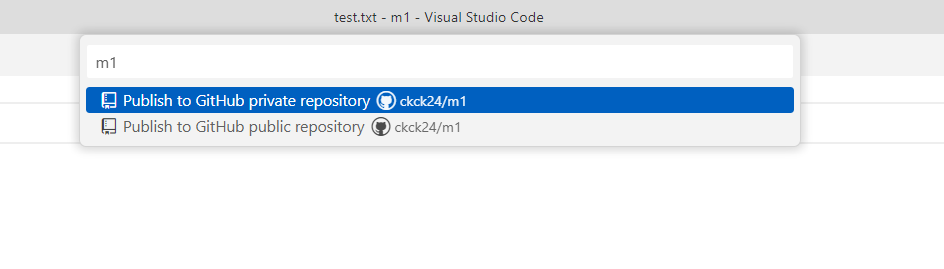 test.txt - m1 - Visual Studio Code
m1
Publish to GitHub private repository ckck24/m1
Publish to GitHub public repository ckck24/m1